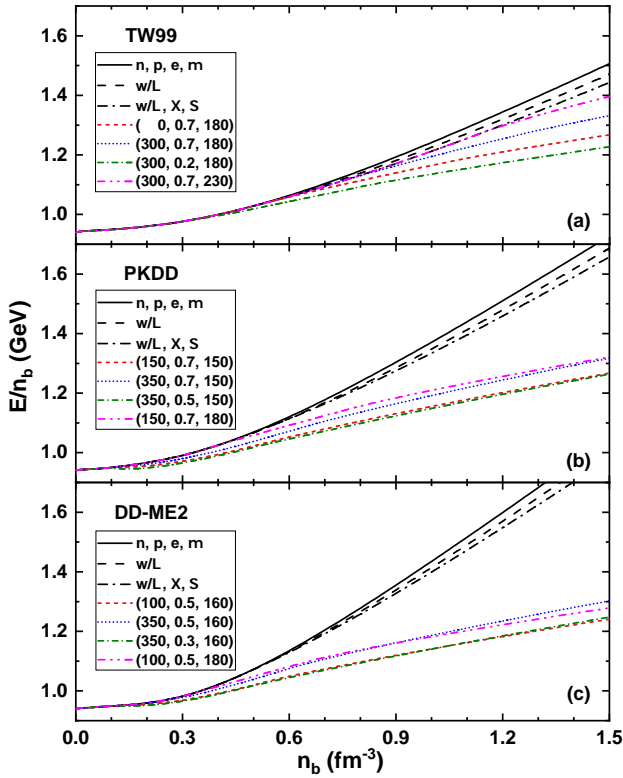 TW99
n, p, e, m
w/L
w/L, X, S
( 0, 0.7, 180)
(300, 0.7, 180)
(300, 0.2, 180)
(300, 0.7, 230)
(a)
1.6
1.4
1.2
1.0
PKDD
n, p, e, m
w/L
w/L, X, S
(150, 0.7, 150)
(350, 0.7, 150)
(350, 0.5, 150)
(150, 0.7, 180)
(b)
1.6
1.4
1.2
1.0
E/n_b (GeV)
DD-ME2
n, p, e, m
w/L
w/L, X, S
(100, 0.5, 160)
(350, 0.5, 160)
(350, 0.3, 160)
(100, 0.5, 180)
(c)
1.6
1.4
1.2
1.0
0.0 0.3 0.6 0.9 1.2 1.5
n_b (fm⁻³)